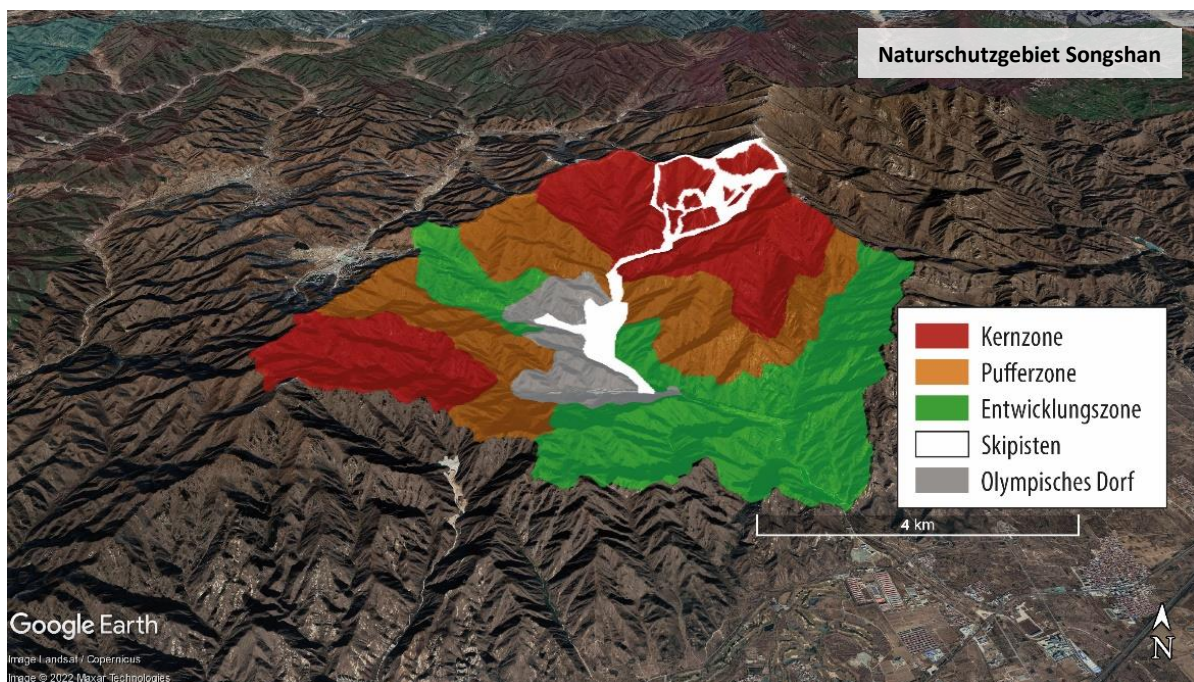 Naturschutzgebiet Songshan
Kernzone
Pufferzone
Entwicklungszone
Skipisten
Olympisches Dorf
4 km
N
Google Earth
Image Landsat / Copernicus
Image © 2022 Maxar Technologies